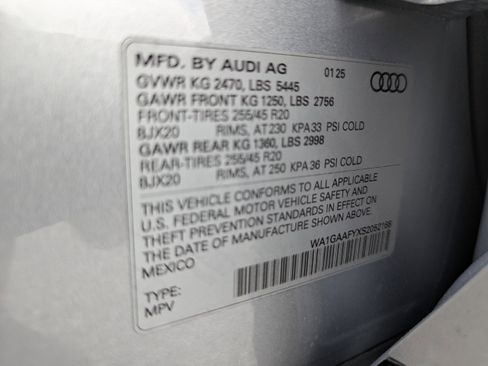 MFD. BY AUDI AG 01 25
GVWR KG 2470, LBS 5445
GAWR FRONT KG 1250, LBS 2756
FRONT-TIRES 255/45 R20
8JX20 RIMS, AT 230 KPA 33 PSI COLD
GAWR REAR KG 1360, LBS 2998
REAR-TIRES 255/45 R20
8JX20 RIMS, AT 250 KPA 36 PSI COLD
THIS VEHICLE CONFORMS TO ALL APPLICABLE
U.S. FEDERAL MOTOR VEHICLE SAFETY AND
THEFT PREVENTION STANDARDS IN EFFECT ON
THE DATE OF MANUFACTURE SHOWN ABOVE.
MEXICO
WA1GAAFYXS2052166
TYPE:
MPV